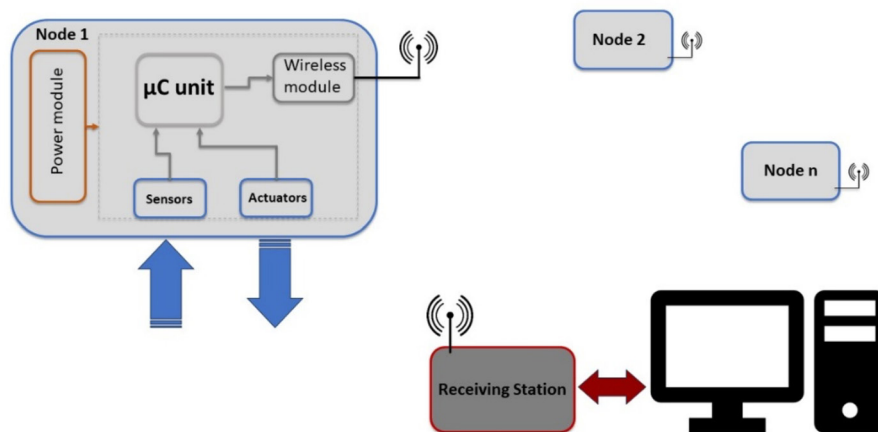 Node 1
Power module
µC unit
Wireless
module
Sensors
Actuators
Node 2
Node n
Receiving Station